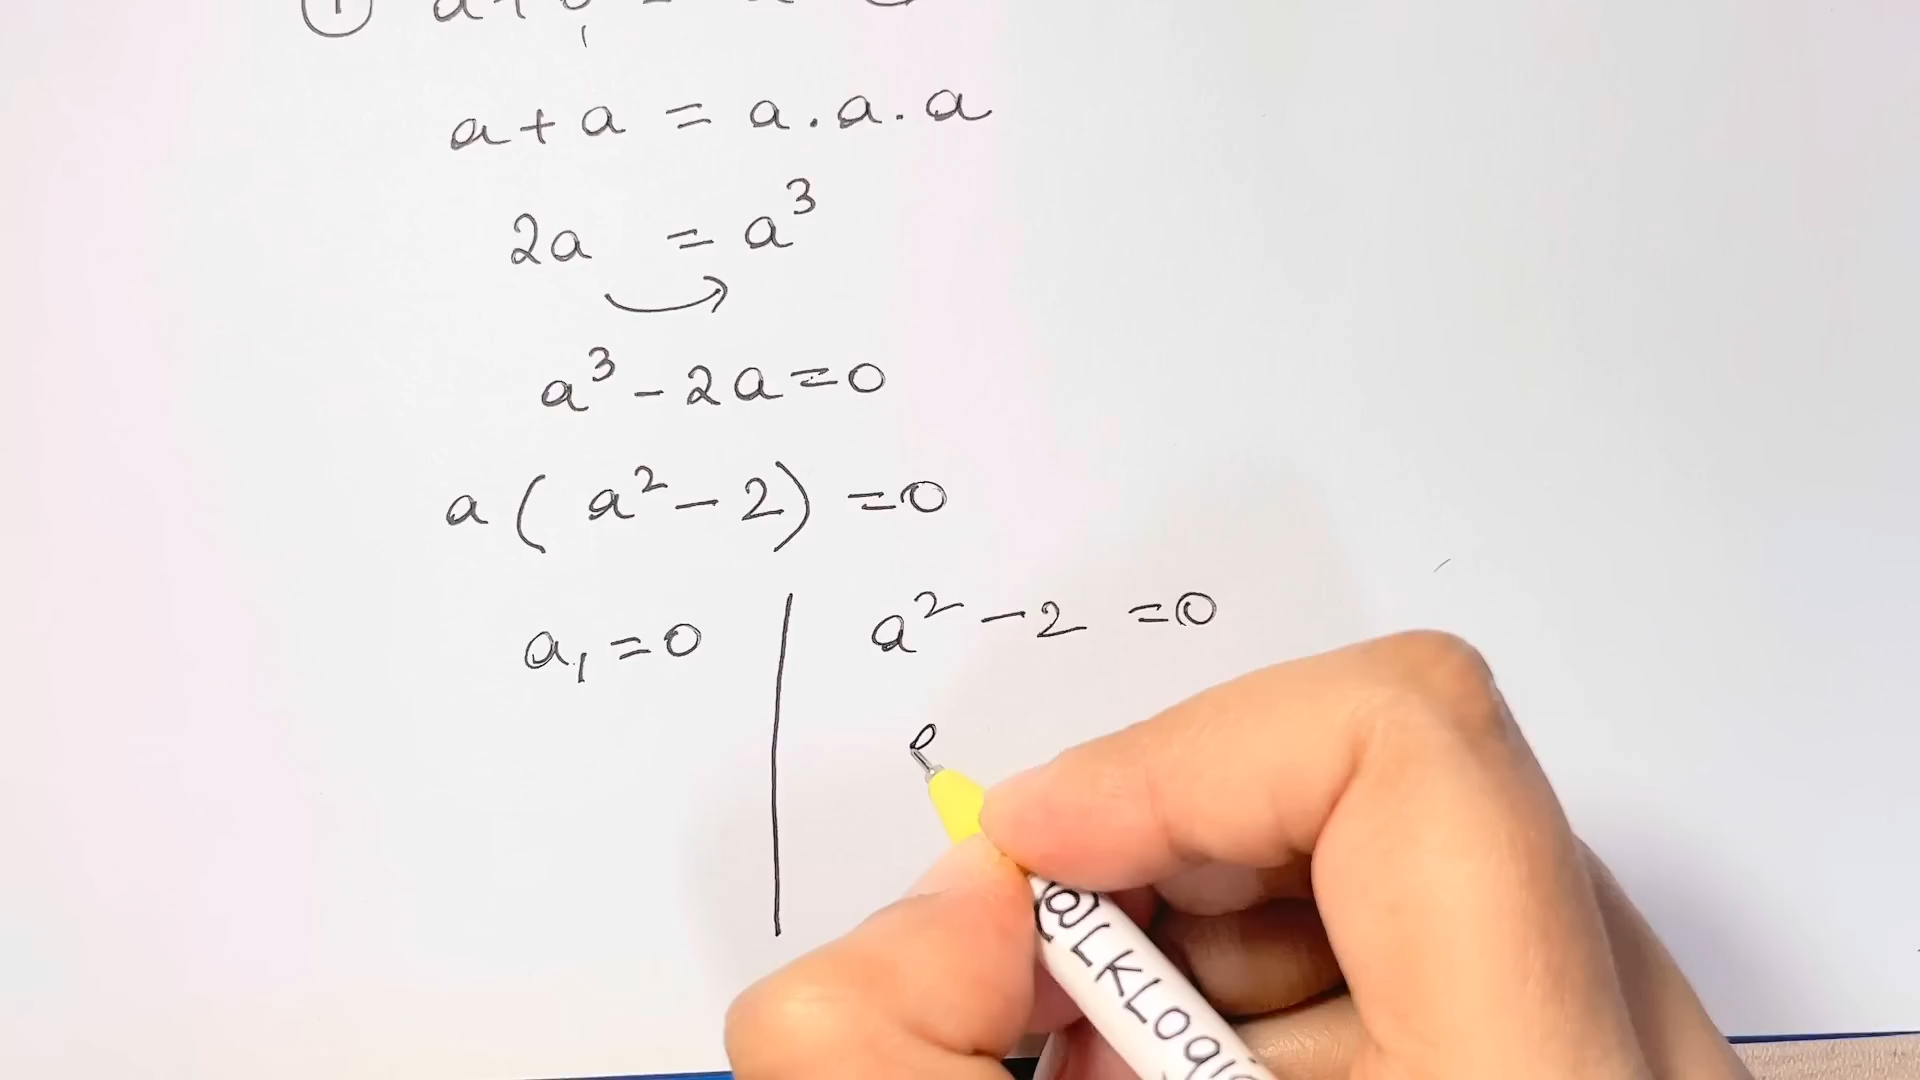 a + a = a . a . a
2a = a³
a³ - 2a = 0
a ( a² - 2 ) = 0
a₁ = 0 | a² - 2 = 0
@LKLogi